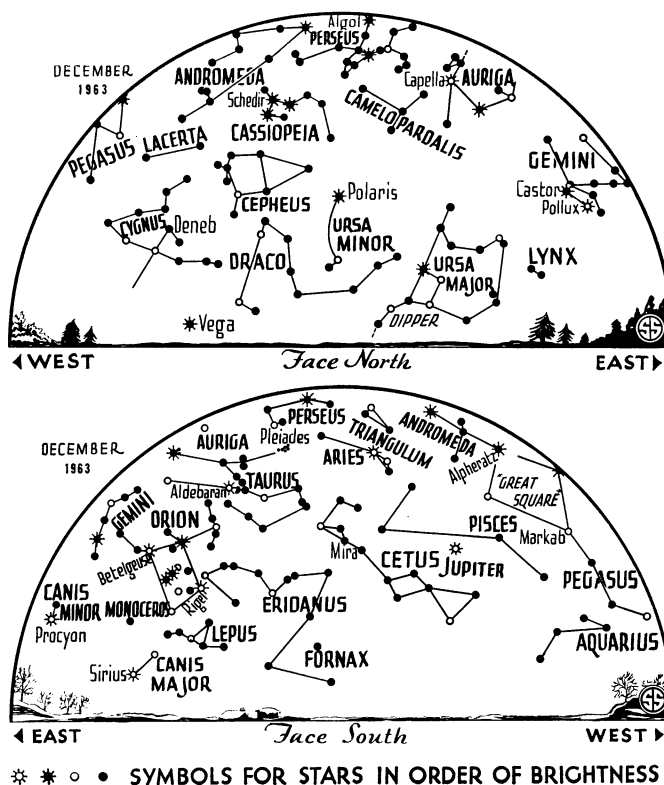 Algol
PERSEUS
DECEMBER
1963
ANDROMEDA
Capella
AURIGA
Schedir
CAMELOPARDALIS
CASSIOPEIA
PEGASUS
LACERTA
GEMINI
Castor
Pollux
Polaris
CEPHEUS
CYGNUS
Deneb
URSA
MINOR
DRACO
LYNX
URSA
MAJOR
DIPPER
Vega
SS
WEST
Face North
EAST
PERSEUS
ANDROMEDA
AURIGA
Pleiades
TRIANGULUM
DECEMBER
1963
ARIES
Alpheratz
TAURUS
Aldebaran
"GREAT
SQUARE"
GEMINI
ORION
PISCES
Markab
Mira
Betelgeuse
CETUS
JUPITER
PEGASUS
CANIS
MINOR
MONOCEROS
Rigel
ERIDANUS
Procyon
LEPUS
AQUARIUS
FORNAX
Sirius
CANIS
MAJOR
SS
EAST
Face South
WEST
SYMBOLS FOR STARS IN ORDER OF BRIGHTNESS